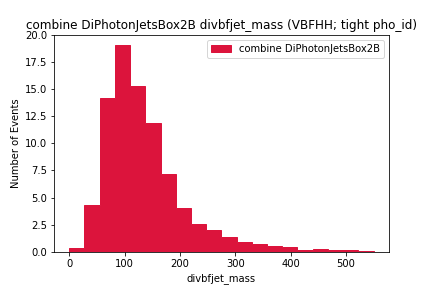 combine DiPhotonJetsBox2B divbfjet_mass (VBFHH; tight pho_id)
combine DiPhotonJetsBox2B
Number of Events
20.0
17.5
15.0
12.5
10.0
7.5
5.0
2.5
0.0
0 100 200 300 400 500
divbfjet_mass